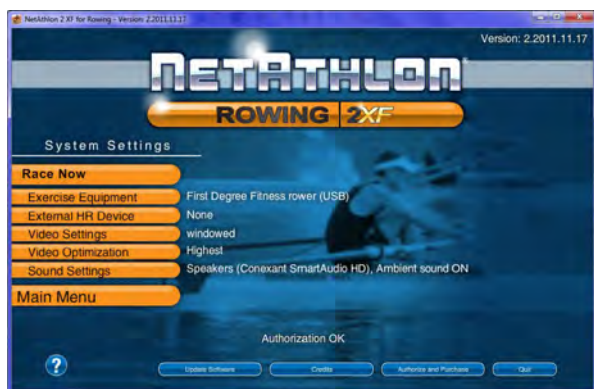 NetAthlon 2 XF for Rowing - Version: 2.2011.11.17
Version: 2.2011.11.17
NETATHLON
ROWING 2XF
System Settings
Race Now
Exercise Equipment First Degree Fitness rower (USB)
External HR Device None
Video Settings windowed
Video Optimization Highest
Sound Settings Speakers (Conexant SmartAudio HD), Ambient sound ON
Main Menu
Authorization OK
? Update Software Credits Authorize and Purchase Quit